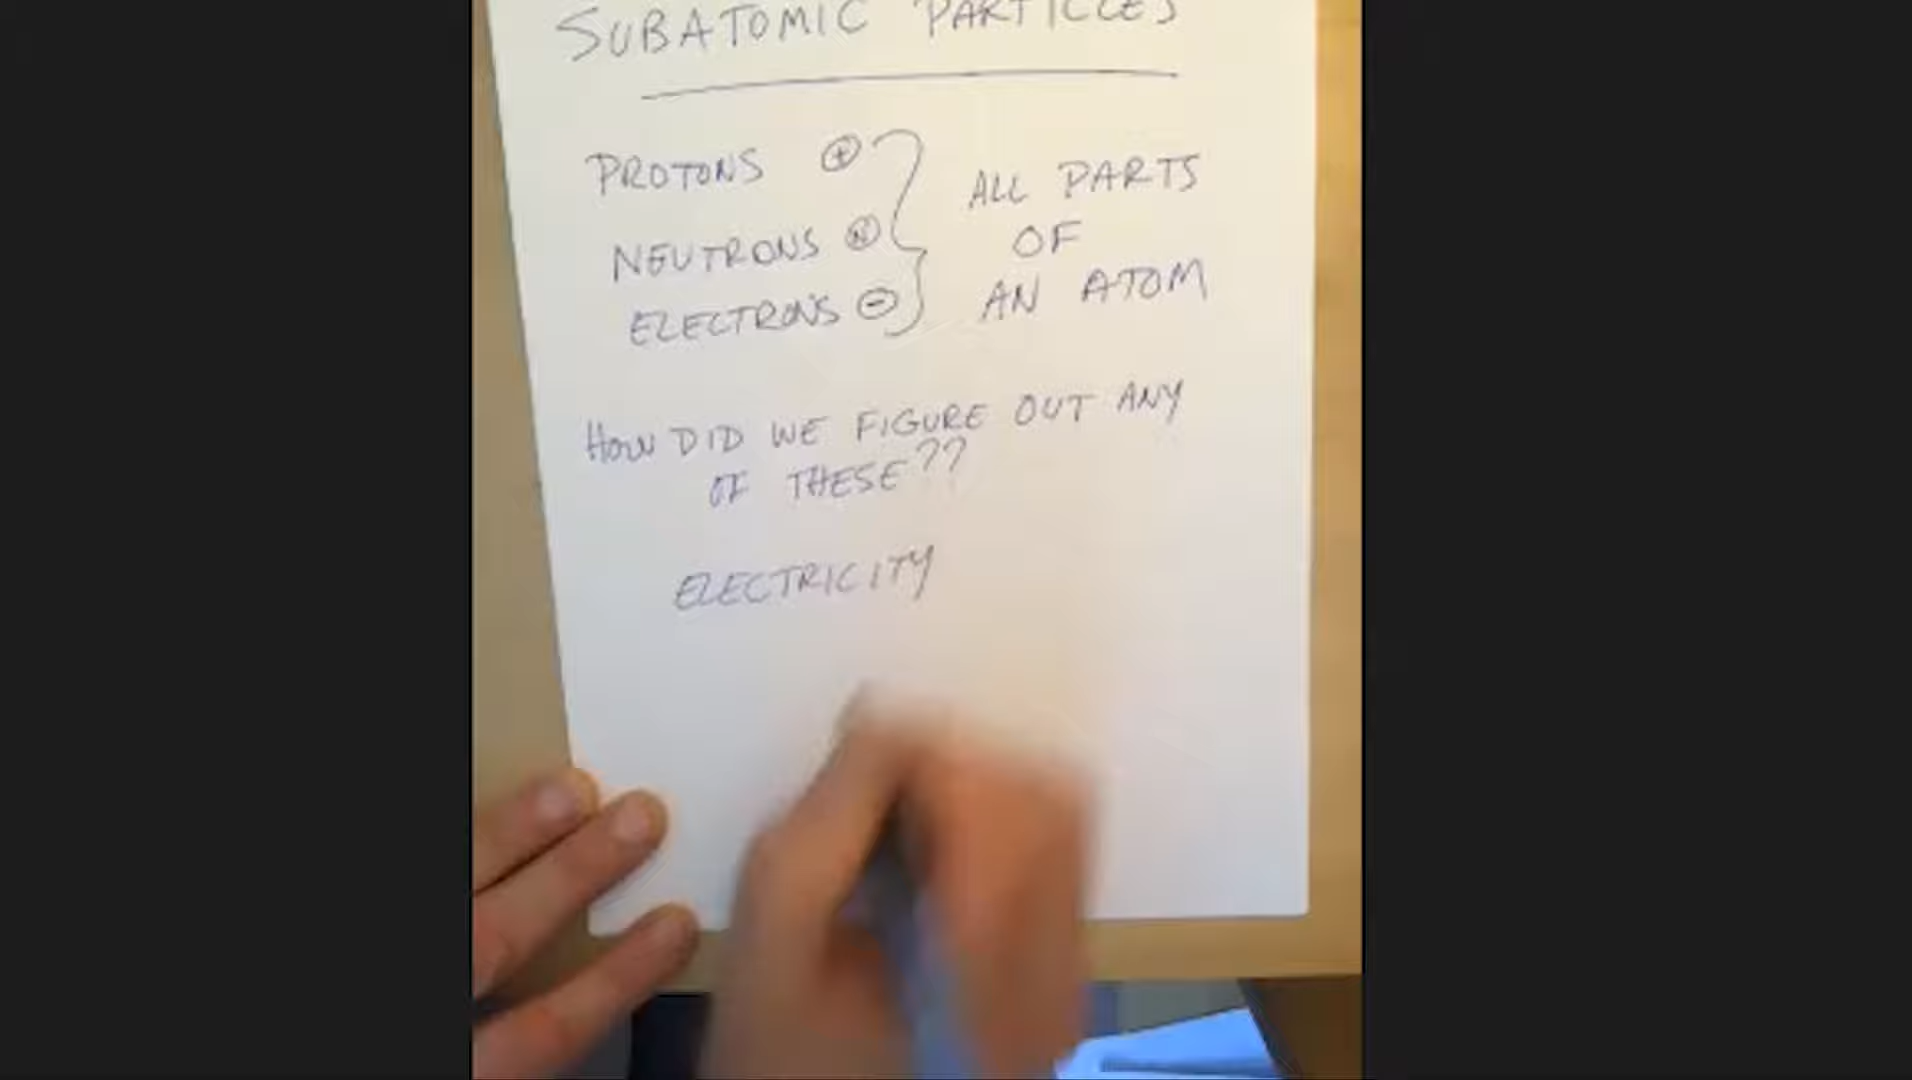 SUBATOMIC PARTICLES
PROTONS +
NEUTRONS N
ELECTRONS -
ALL PARTS
OF
AN ATOM
HOW DID WE FIGURE OUT ANY
OF THESE??
ELECTRICITY